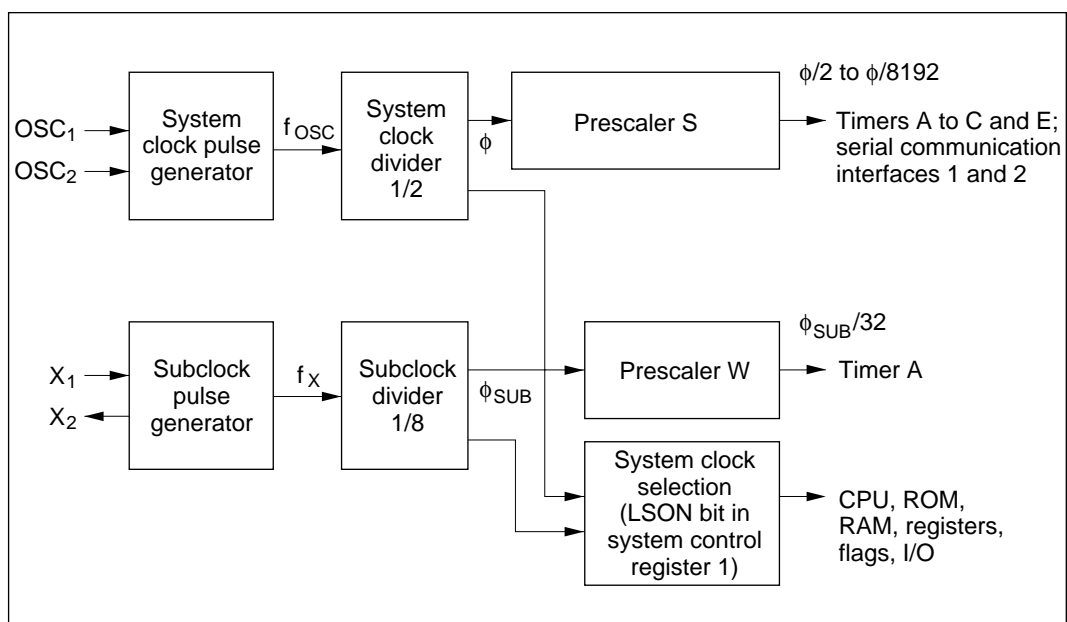 OSC1
OSC2
System
clock pulse
generator
fOSC
System
clock
divider
1/2
ϕ
Prescaler S
ϕ/2 to ϕ/8192
Timers A to C and E;
serial communication
interfaces 1 and 2
X1
X2
Subclock
pulse
generator
fX
Subclock
divider
1/8
ϕSUB
Prescaler W
ϕSUB/32
Timer A
System clock
selection
(LSON bit in
system control
register 1)
CPU, ROM,
RAM, registers,
flags, I/O